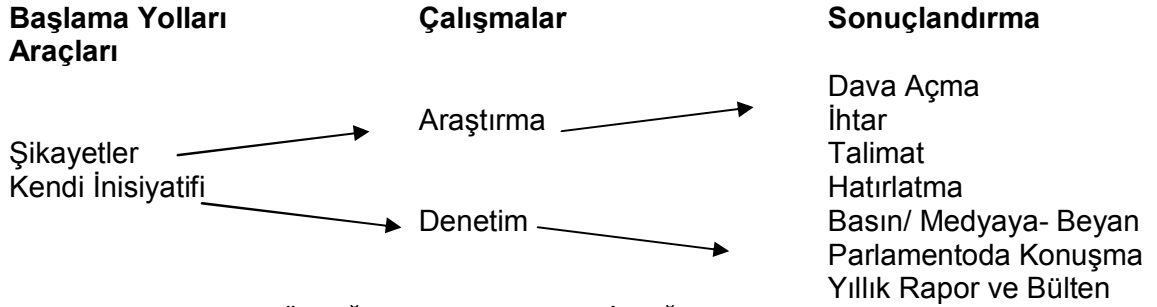 Başlama Yolları
Araçları
Çalışmalar
Sonuçlandırma
Şikayetler
Kendi İnisiyatifi
Araştırma
Denetim
Dava Açma
İhtar
Talimat
Hatırlatma
Basın/ Medyaya- Beyan
Parlamentoda Konuşma
Yıllık Rapor ve Bülten